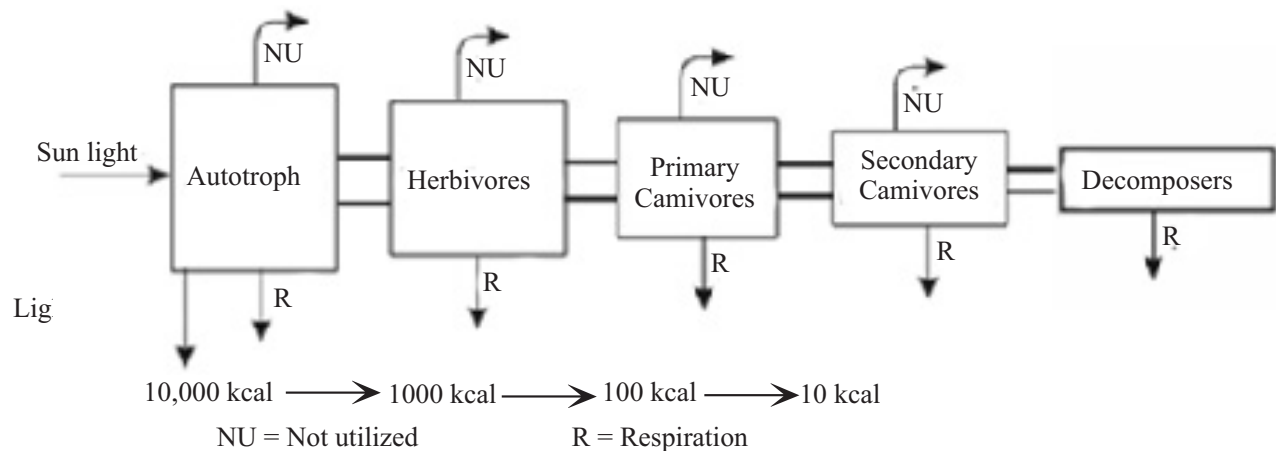 NU
NU
NU
NU
Sun light
Autotroph
Herbivores
Primary
Camivores
Secondary
Camivores
Decomposers
R
R
R
R
R
Lig
10,000 kcal
1000 kcal
100 kcal
10 kcal
NU = Not utilized
R = Respiration